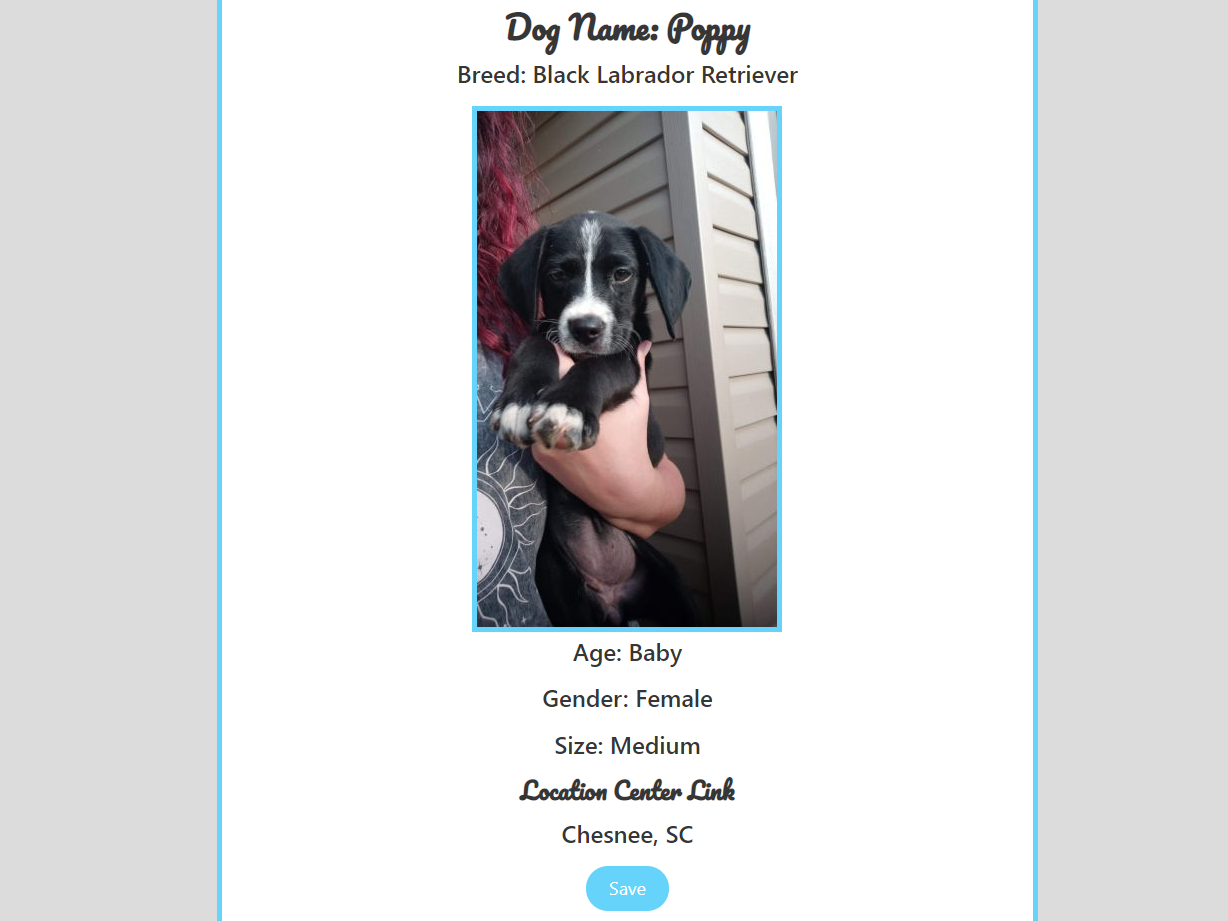 Dog Name: Poppy
Breed: Black Labrador Retriever
Age: Baby
Gender: Female
Size: Medium
Location Center Link
Chesnee, SC
Save